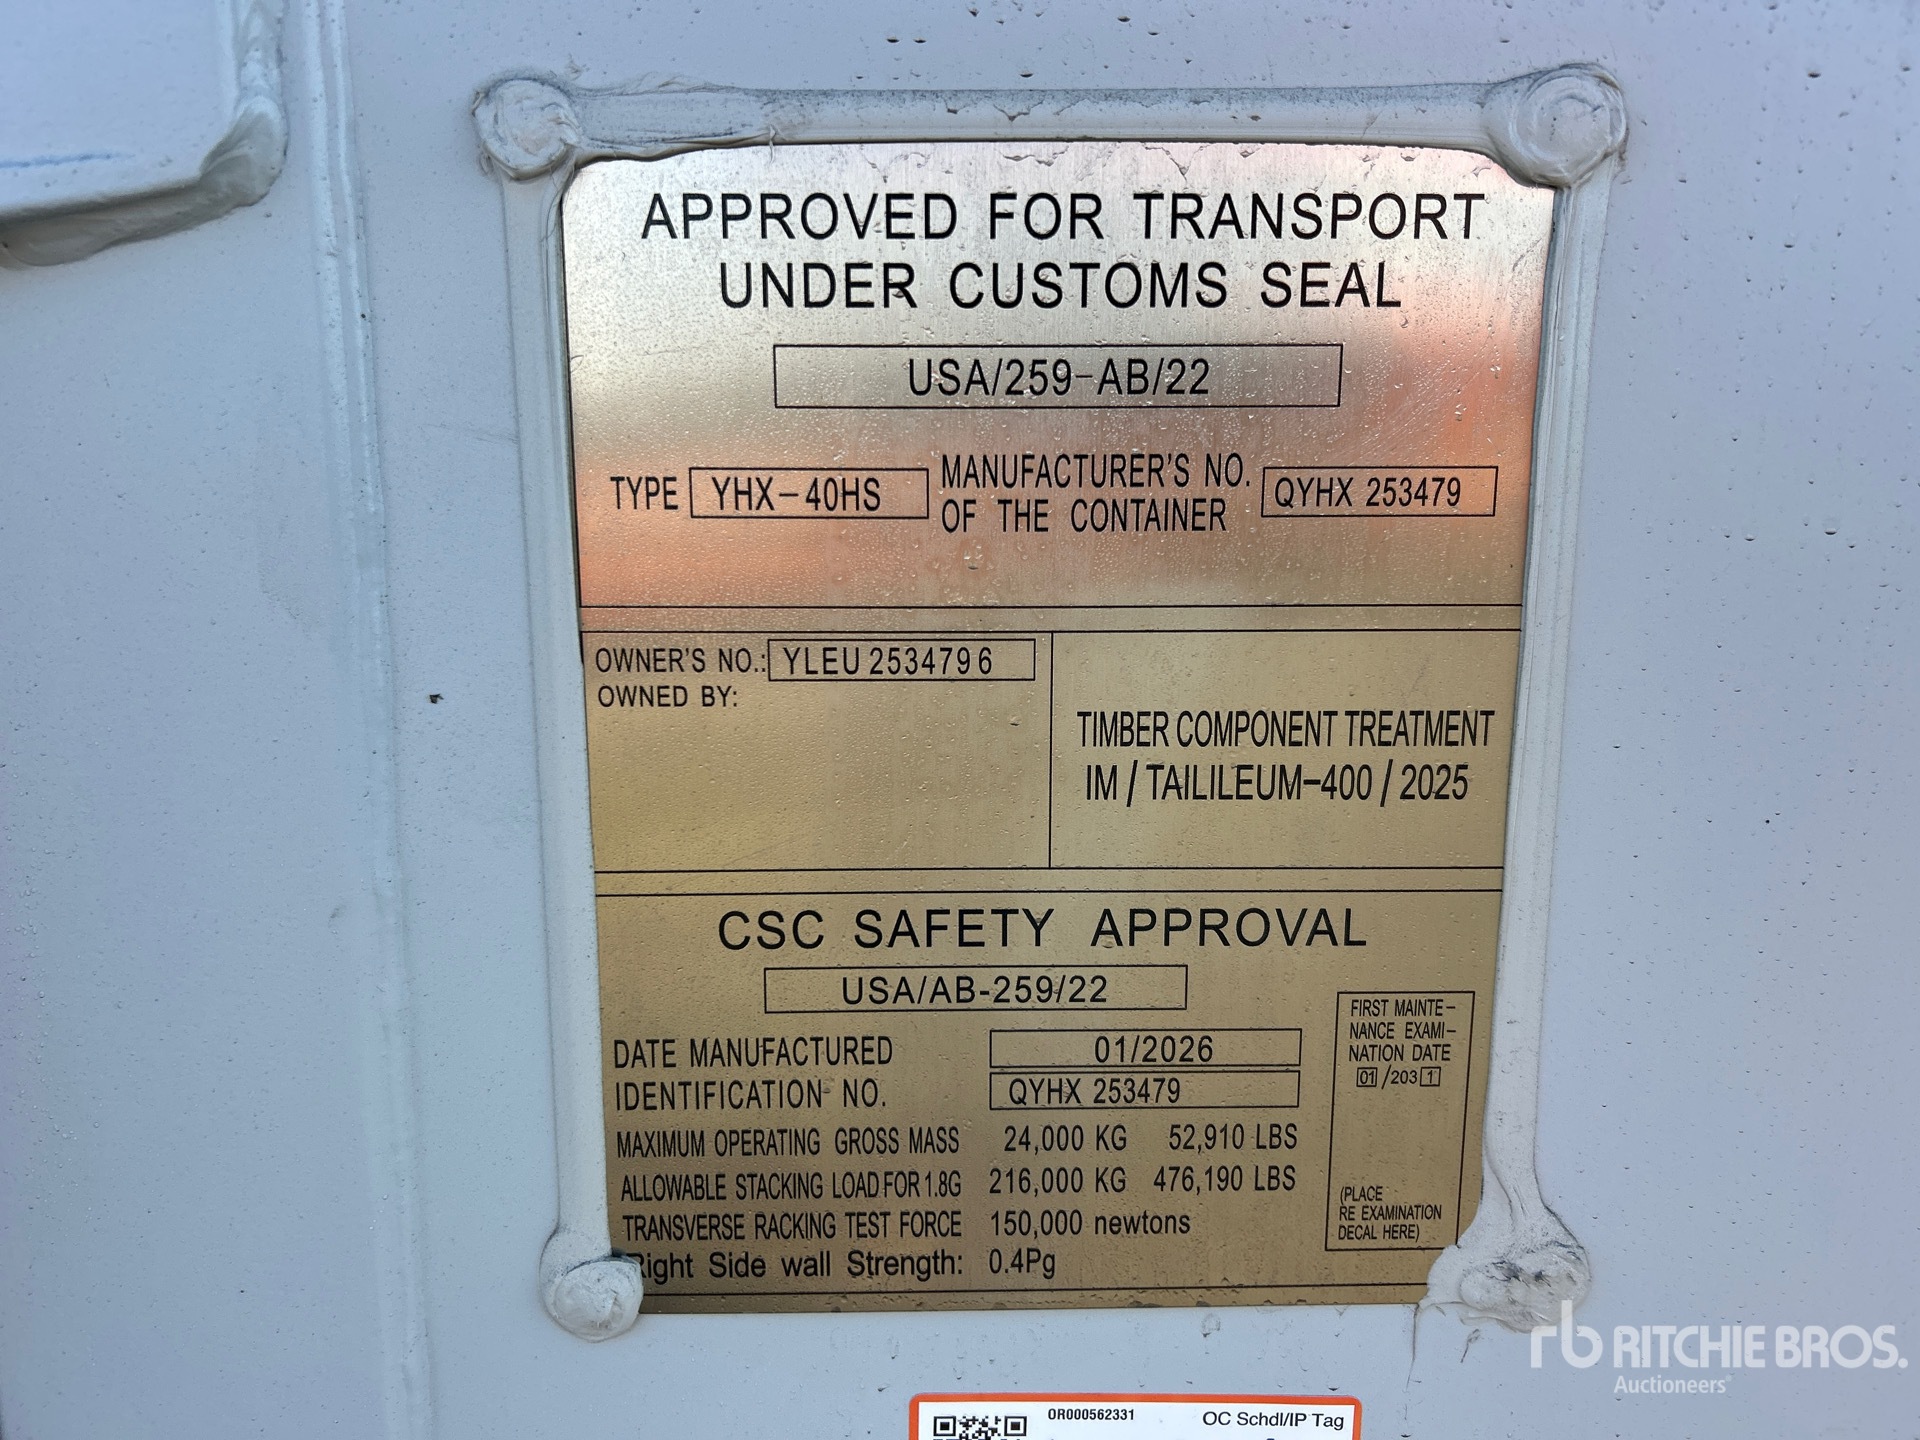 APPROVED FOR TRANSPORT
UNDER CUSTOMS SEAL
USA/259-AB/22
TYPE YHX-40HS MANUFACTURER'S NO. OF THE CONTAINER QYHX 253479
OWNER'S NO.: YLEU 253479 6
OWNED BY:
TIMBER COMPONENT TREATMENT
IM / TAILILEUM-400 / 2025
CSC SAFETY APPROVAL
USA/AB-259/22
DATE MANUFACTURED 01/2026
IDENTIFICATION NO. QYHX 253479
MAXIMUM OPERATING GROSS MASS 24,000 KG 52,910 LBS
ALLOWABLE STACKING LOAD FOR 1.8G 216,000 KG 476,190 LBS
TRANSVERSE RACKING TEST FORCE 150,000 newtons
Right Side wall Strength: 0.4Pg
FIRST MAINTE-
NANCE EXAMI-
NATION DATE
01/2031
(PLACE
RE EXAMINATION
DECAL HERE)
rb RITCHIE BROS.
Auctioneers
OR000562331 OC Schdl/IP Tag